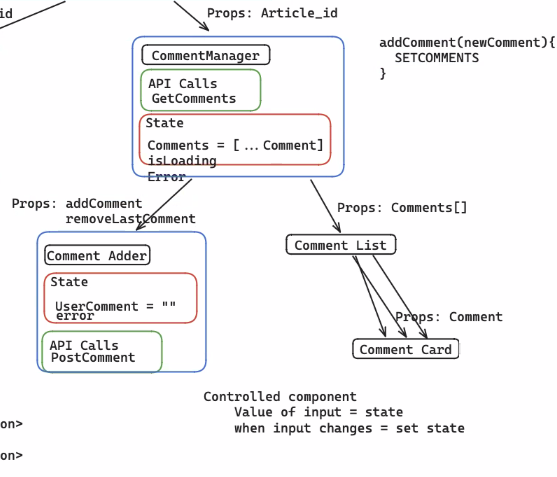 id
Props: Article_id
addComment(newComment){
SETCOMMENTS
}
CommentManager
API Calls
GetComments
State
Comments = [ ... Comment]
isLoading
Error
Props: addComment
removeLastComment
Props: Comments[]
Comment Adder
State
UserComment = ""
error
API Calls
PostComment
Comment List
Props: Comment
Comment Card
Controlled component
Value of input = state
when input changes = set state
on>
on>